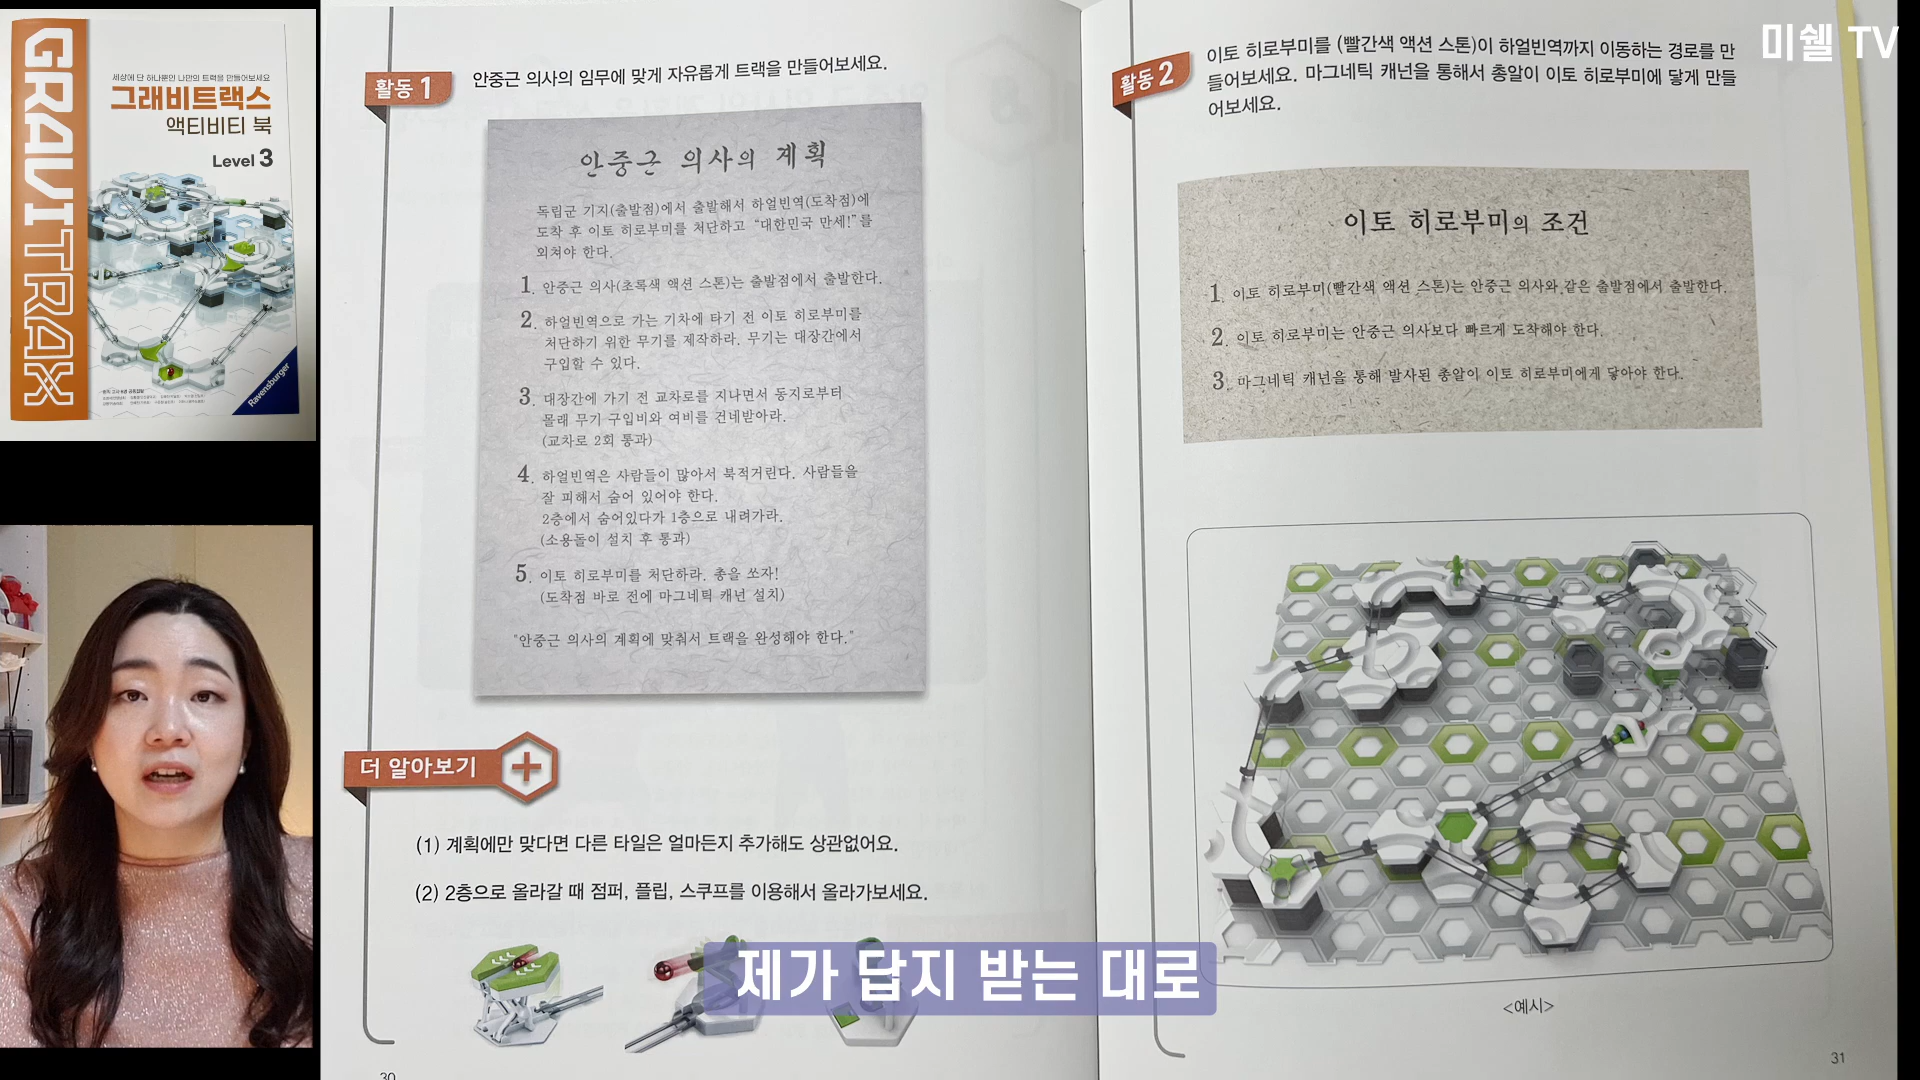 GRAVITRAX
세상에 단 하나뿐인 나만의 트랙을 만들어보세요
그래비트랙스
액티비티 북
Level 3
Ravensburger
활동 1
안중근 의사의 임무에 맞게 자유롭게 트랙을 만들어보세요.
안중근 의사의 계획
독립군 기지(출발점)에서 출발해서 하얼빈역(도착점)에
도착 후 이토 히로부미를 처단하고 “대한민국 만세!”를
외쳐야 한다.
1. 안중근 의사(초록색 액션 스톤)는 출발점에서 출발한다.
2. 하얼빈역으로 가는 기차에 타기 전 이토 히로부미를
처단하기 위한 무기를 제작하라. 무기는 대장간에서
구입할 수 있다.
3. 대장간에 가기 전 교차로를 지나면서 동지로부터
몰래 무기 구입비와 여비를 건네받아라.
(교차로 2회 통과)
4. 하얼빈역은 사람들이 많아서 북적거린다. 사람들을
잘 피해서 숨어 있어야 한다.
2층에서 숨어있다가 1층으로 내려가라.
(소용돌이 설치 후 통과)
5. 이토 히로부미를 처단하라. 총을 쏘자!
(도착점 바로 전에 마그네틱 캐넌 설치)
"안중근 의사의 계획에 맞춰서 트랙을 완성해야 한다."
더 알아보기
(1) 계획에만 맞다면 다른 타일은 얼마든지 추가해도 상관없어요.
(2) 2층으로 올라갈 때 점퍼, 플립, 스쿠프를 이용해서 올라가보세요.
30
활동 2
이토 히로부미를 (빨간색 액션 스톤)이 하얼빈역까지 이동하는 경로를 만
들어보세요. 마그네틱 캐넌을 통해서 총알이 이토 히로부미에 닿게 만들
어보세요.
이토 히로부미의 조건
1. 이토 히로부미(빨간색 액션 스톤)는 안중근 의사와 같은 출발점에서 출발한다.
2. 이토 히로부미는 안중근 의사보다 빠르게 도착해야 한다.
3. 마그네틱 캐넌을 통해 발사된 총알이 이토 히로부미에게 닿아야 한다.
<예시>
31
미쉘 TV
제가 답지 받는 대로